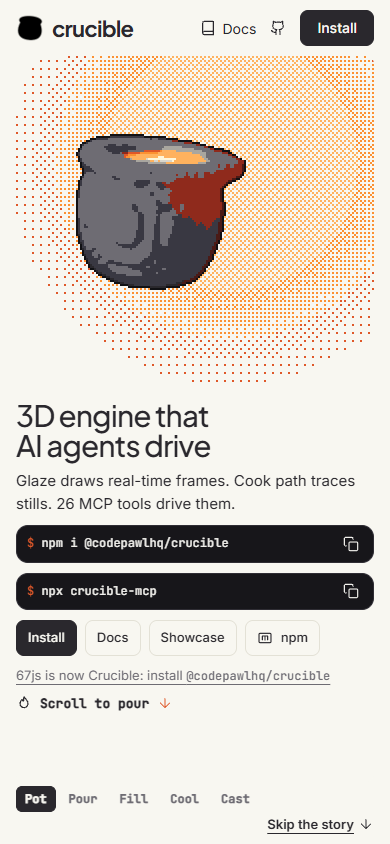 crucible
Docs
Install
3D engine that
AI agents drive
Glaze draws real-time frames. Cook path traces
stills. 26 MCP tools drive them.
$ npm i @codepawlhq/crucible
$ npx crucible-mcp
Install Docs Showcase npm
67js is now Crucible: install @codepawlhq/crucible
Scroll to pour ↓
Pot Pour Fill Cool Cast
Skip the story ↓